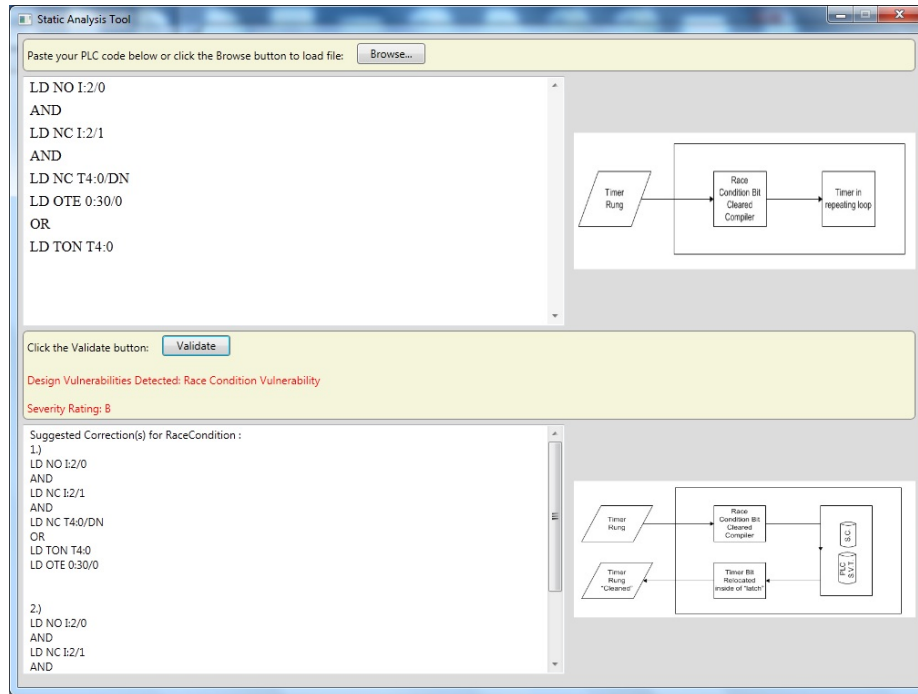 Static Analysis Tool
Paste your PLC code below or click the Browse button to load file:
Browse...
LD NO I:2/0
AND
LD NC I:2/1
AND
LD NC T4:0/DN
LD OTE 0:30/0
OR
LD TON T4:0
Timer
Rung
Race
Condition Bit
Cleared
Compiler
Timer in
repeating loop
Click the Validate button:
Validate
Design Vulnerabilities Detected: Race Condition Vulnerability
Severity Rating: B
Suggested Correction(s) for RaceCondition :
1.)
LD NO I:2/0
AND
LD NC I:2/1
AND
LD NC T4:0/DN
OR
LD TON T4:0
LD OTE 0:30/0
2.)
LD NO I:2/0
AND
LD NC I:2/1
AND
Timer
Rung
Race
Condition Bit
Cleared
Compiler
S.C.I
PLC
S.V.T.
Timer
Rung
"Cleaned"
Timer Bit
Relocated
inside of "latch"